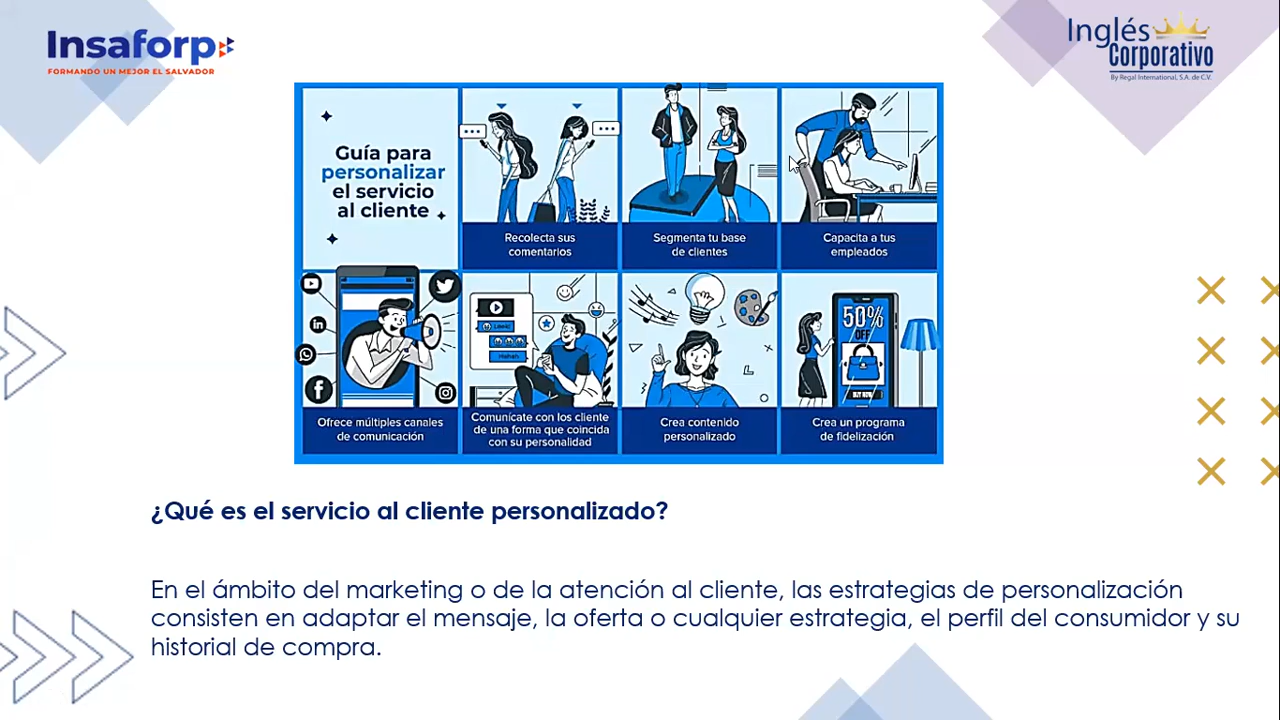 Insaforp
FORMANDO UN MEJOR EL SALVADOR
Inglés
Corporativo
By Regal International, S.A. de C.V.
Guía para
personalizar
el servicio
al cliente
Recolecta sus
comentarios
Segmenta tu base
de clientes
Capacita a tus
empleados
Ofrece múltiples canales
de comunicación
Comunícate con los cliente
de una forma que coincida
con su personalidad
Crea contenido
personalizado
50%
OFF
BUY NOW
Crea un programa
de fidelización
¿Qué es el servicio al cliente personalizado?
En el ámbito del marketing o de la atención al cliente, las estrategias de personalización
consisten en adaptar el mensaje, la oferta o cualquier estrategia, el perfil del consumidor y su
historial de compra.